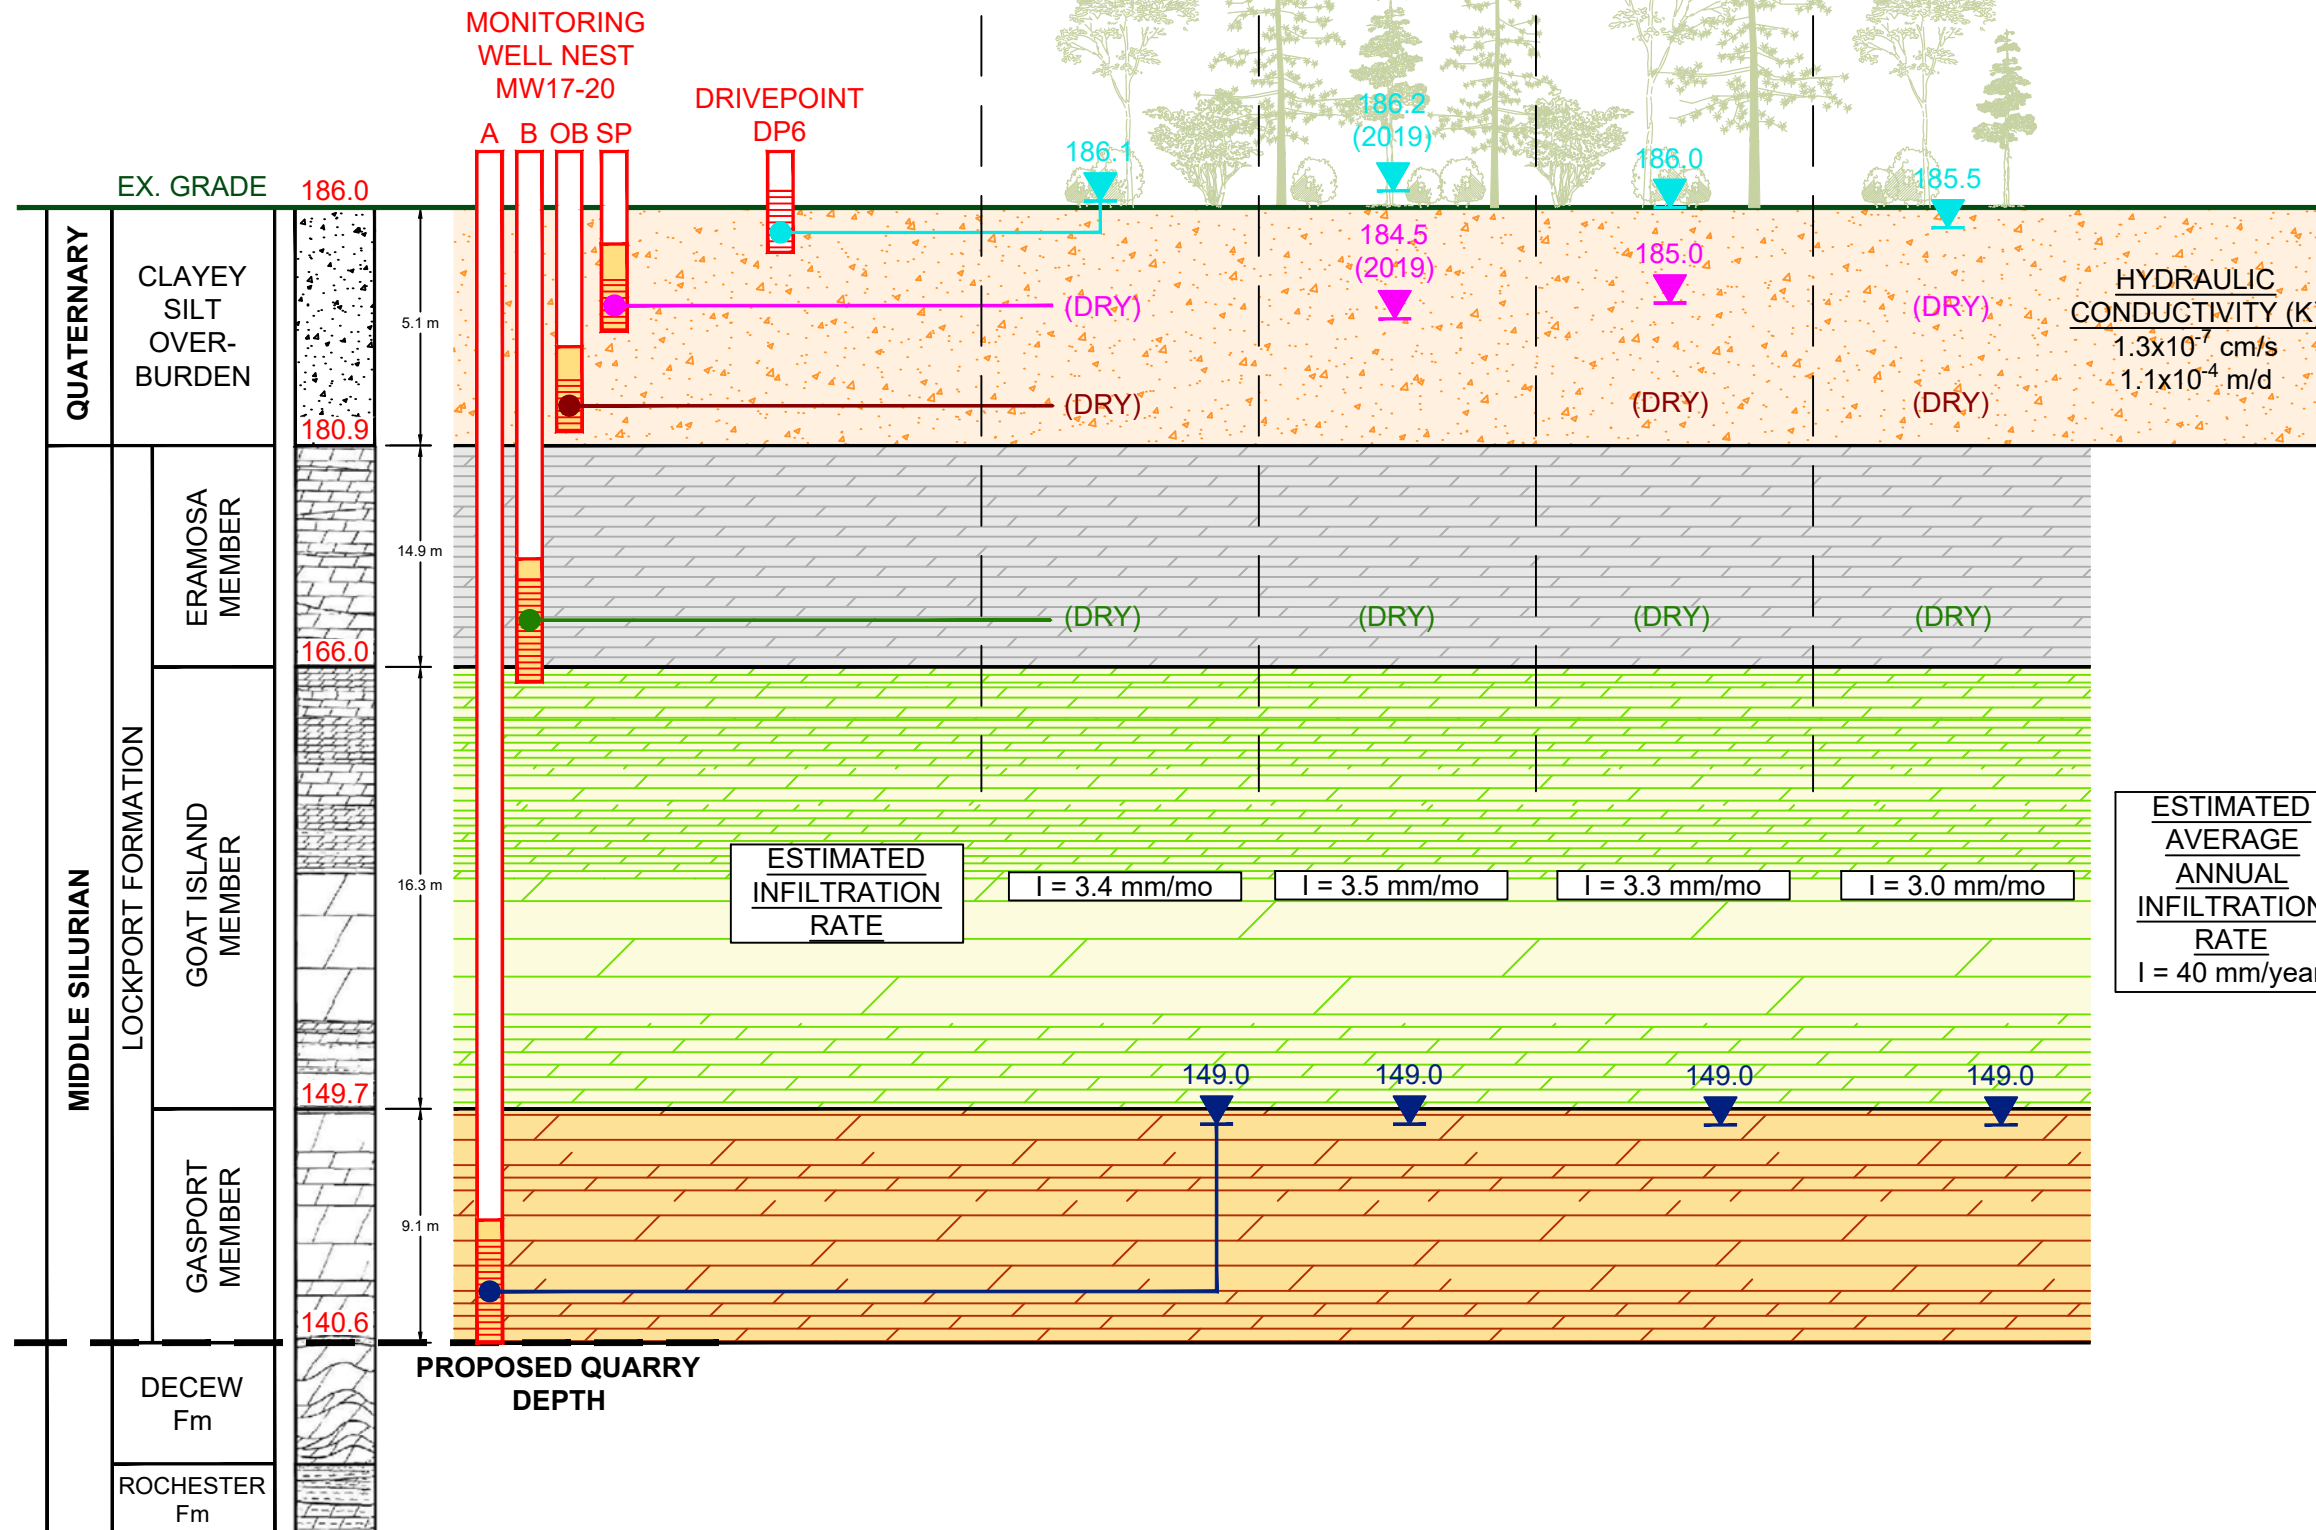 MONITORING
WELL NEST
MW17-20
A B OB SP
DRIVEPOINT
DP6
186.1
186.2
(2019)
186.0
185.5
EX. GRADE
186.0
QUATERNARY
CLAYEY
SILT
OVER-
BURDEN
5.1 m
180.9
(DRY)
184.5
(2019)
185.0
(DRY)
(DRY)
(DRY)
(DRY)
HYDRAULIC
CONDUCTIVITY (K
1.3x10⁻⁷ cm/s
1.1x10⁻⁴ m/d
MIDDLE SILURIAN
LOCKPORT FORMATION
ERAMOSA
MEMBER
14.9 m
166.0
(DRY)
(DRY)
(DRY)
(DRY)
GOAT ISLAND
MEMBER
16.3 m
149.7
ESTIMATED
INFILTRATION
RATE
I = 3.4 mm/mo
I = 3.5 mm/mo
I = 3.3 mm/mo
I = 3.0 mm/mo
ESTIMATED
AVERAGE
ANNUAL
INFILTRATION
RATE
I = 40 mm/year
149.0
149.0
149.0
149.0
GASPORT
MEMBER
9.1 m
140.6
PROPOSED QUARRY
DEPTH
DECEW
Fm
ROCHESTER
Fm